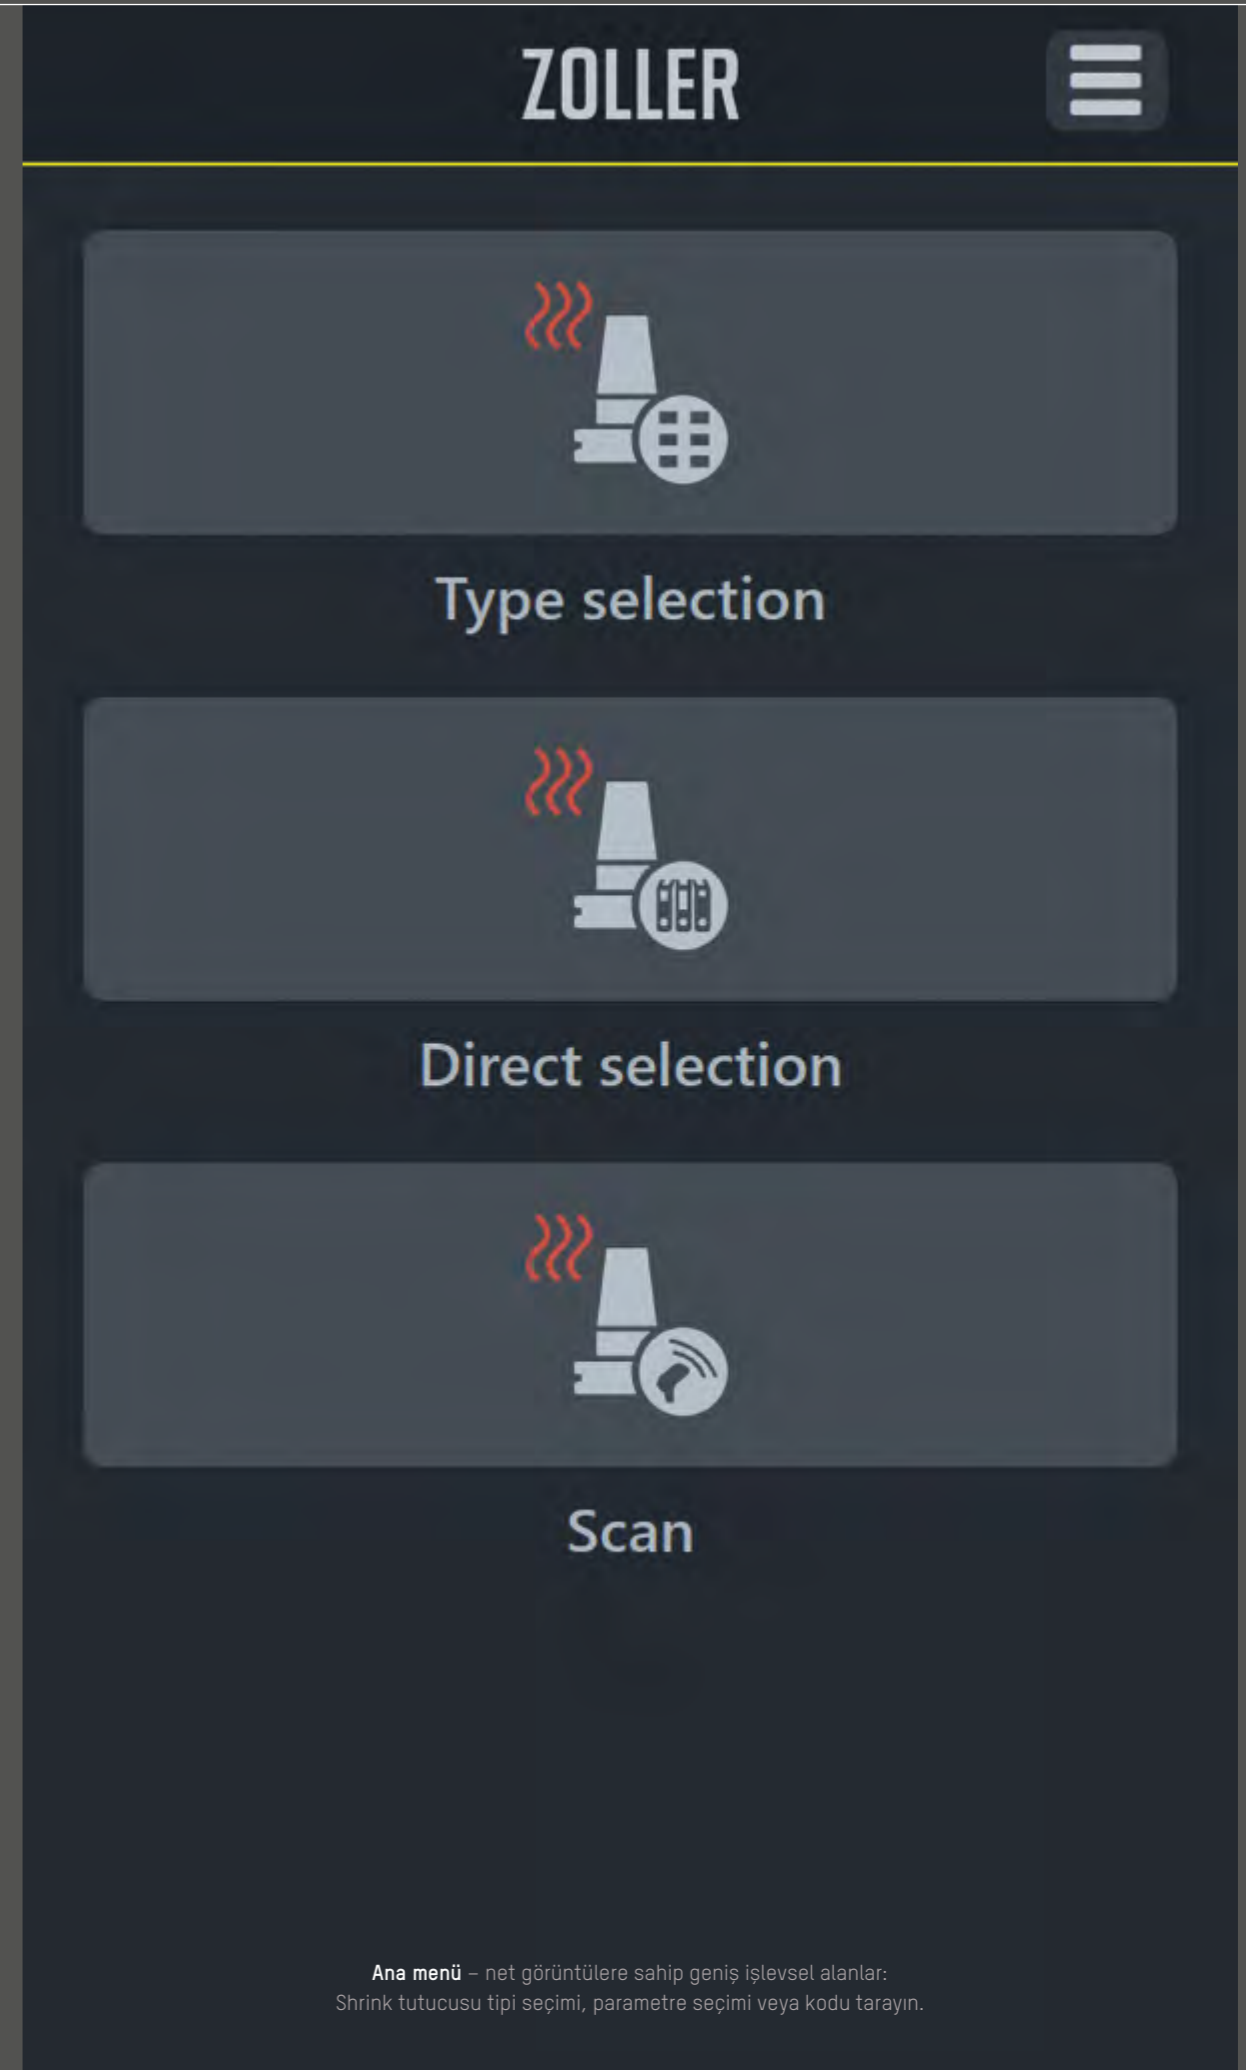 ZOLLER
Type selection
Direct selection
Scan
Ana menü – net görüntülere sahip geniş işlevsel alanlar:
Shrink tutucusu tipi seçimi, parametre seçimi veya kodu tarayın.